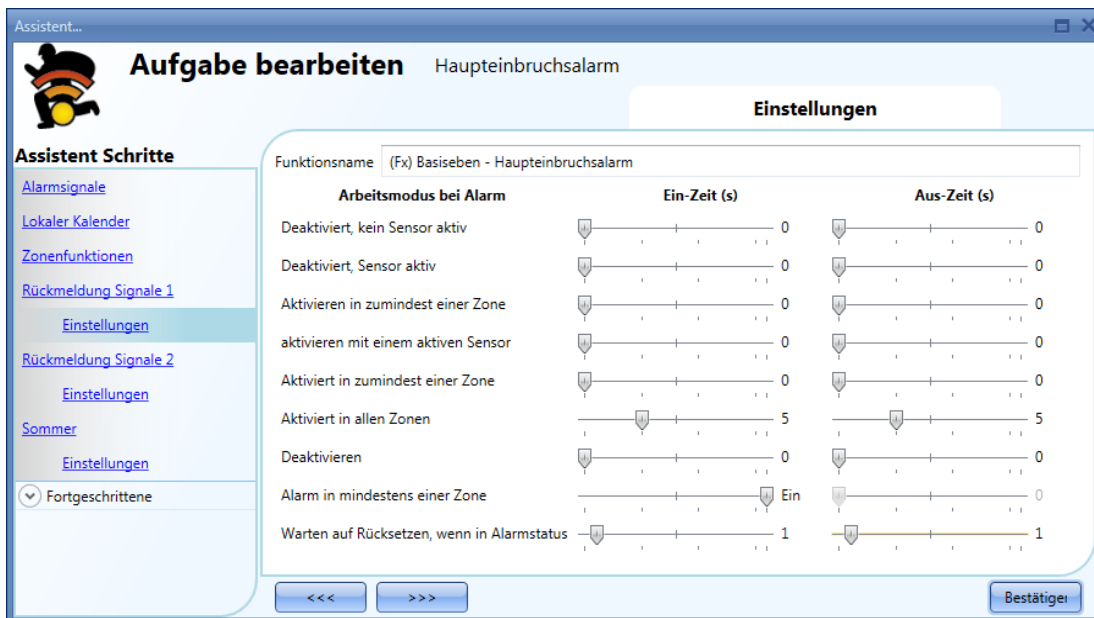 Assistent...
Aufgabe bearbeiten Haupteinbruchsalarm
Einstellungen
Assistent Schritte
Alarmsignale
Lokaler Kalender
Zonenfunktionen
Rückmeldung Signale 1
Einstellungen
Rückmeldung Signale 2
Einstellungen
Sommer
Einstellungen
Fortgeschrittene
Funktionsname (Fx) Basiseben - Haupteinbruchsalarm
Arbeitsmodus bei Alarm Ein-Zeit (s) Aus-Zeit (s)
Deaktiviert, kein Sensor aktiv 0 0
Deaktiviert, Sensor aktiv 0 0
Aktivieren in zumindest einer Zone 0 0
aktivieren mit einem aktiven Sensor 0 0
Aktiviert in zumindest einer Zone 0 0
Aktiviert in allen Zonen 5 5
Deaktivieren 0 0
Alarm in mindestens einer Zone Ein 0
Warten auf Rücksetzen, wenn in Alarmstatus 1 1
<<< >>> Bestätiger